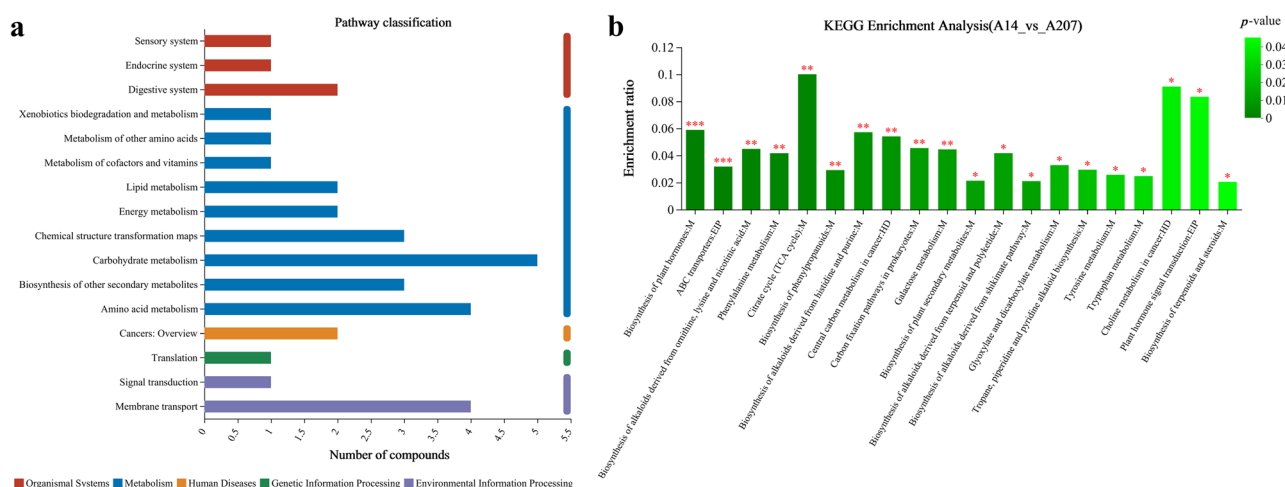 a
Pathway classification
Sensory system
Endocrine system
Digestive system
Xenobiotics biodegradation and metabolism
Metabolism of other amino acids
Metabolism of cofactors and vitamins
Lipid metabolism
Energy metabolism
Chemical structure transformation maps
Carbohydrate metabolism
Biosynthesis of other secondary metabolites
Amino acid metabolism
Cancers: Overview
Translation
Signal transduction
Membrane transport
0 0.5 1 1.5 2 2.5 3 3.5 4 4.5 5 5.5
Number of compounds
Organismal Systems Metabolism Human Diseases Genetic Information Processing Environmental Information Processing
b
KEGG Enrichment Analysis(A14_vs_A207)
p-value
0.04
0.03
0.02
0.01
0
Enrichment ratio
0.12
0.1
0.08
0.06
0.04
0.02
0
*** *** ** ** ** ** ** ** ** ** * * * * * * * * * *
Biosynthesis of plant hormones:M
ABC transporters:EIP
Biosynthesis of alkaloids derived from ornithine, lysine and nicotinic acid:M
Phenylalanine metabolism:M
Citrate cycle (TCA cycle):M
Biosynthesis of phenylpropanoids:M
Biosynthesis of alkaloids derived from histidine and purine:M
Central carbon metabolism in cancer:HD
Carbon fixation pathways in prokaryotes:M
Galactose metabolism:M
Biosynthesis of plant secondary metabolites:M
Biosynthesis of alkaloids derived from terpenoid and polyketide:M
Biosynthesis of alkaloids derived from shikimate pathway:M
Glyoxylate and dicarboxylate metabolism:M
Tropane, piperidine and pyridine alkaloid biosynthesis:M
Tyrosine metabolism:M
Tryptophan metabolism:M
Choline metabolism in cancer:HD
Plant hormone signal transduction:EIP
Biosynthesis of terpenoids and steroids:M